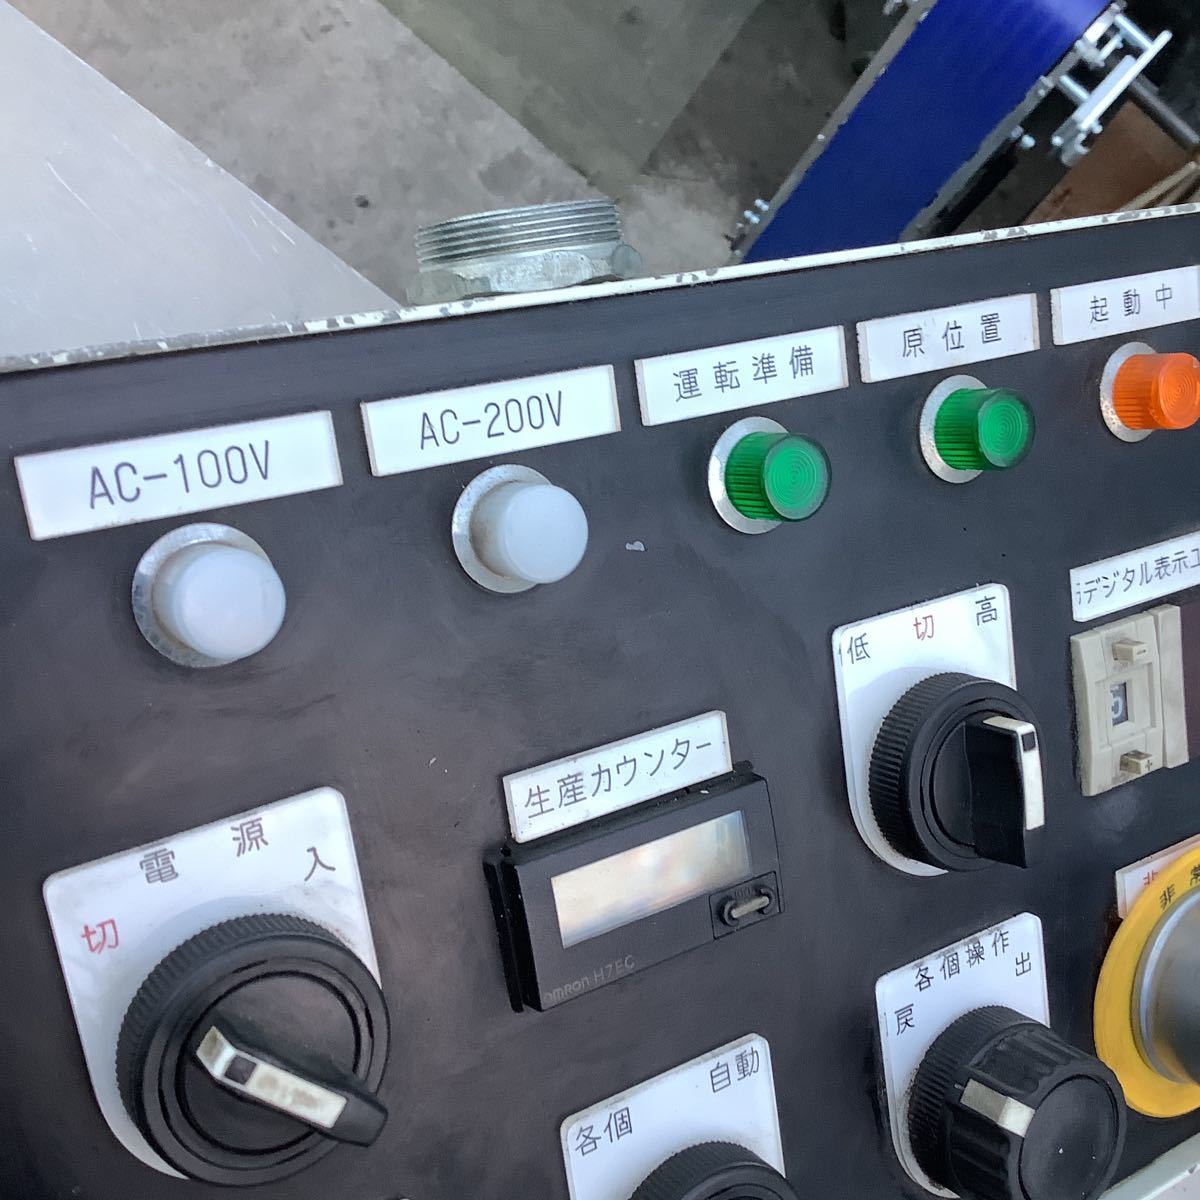 AC-100V
AC-200V
運転準備
原位置
起動中
デジタル表示
低 切 高
生産カウンター
OMRON H7EC
電源
切 入
非常
各個操作
戻 出
各個 自動